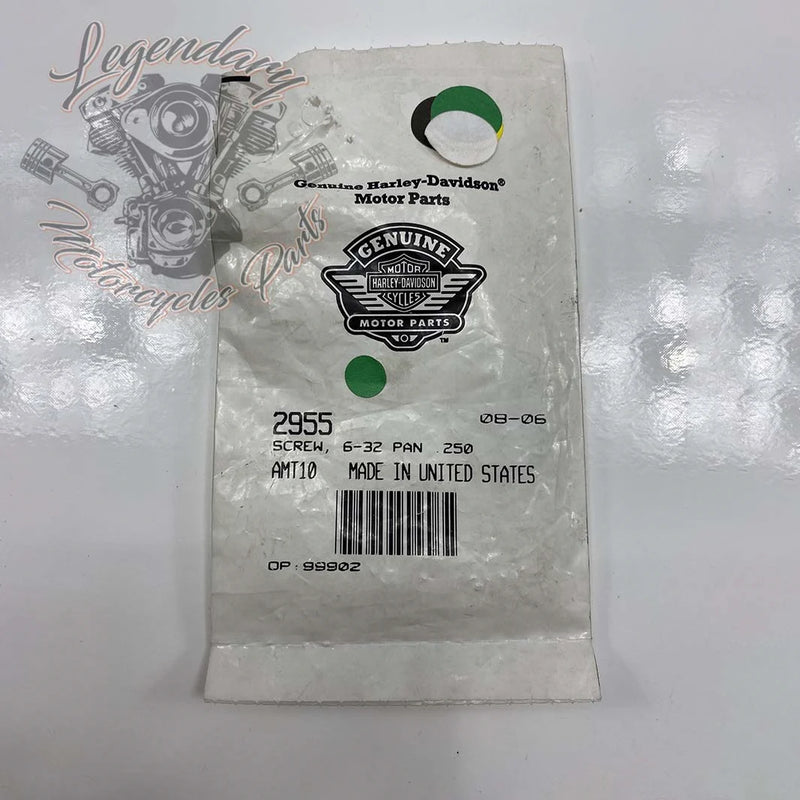 Legendary
Motorcycles Parts
Genuine Harley-Davidson®
Motor Parts
GENUINE
MOTOR
HARLEY-DAVIDSON
CYCLES
MOTOR PARTS
TM
2955 08-06
SCREW, 6-32 PAN .250
AMT10 MADE IN UNITED STATES
OP:99902